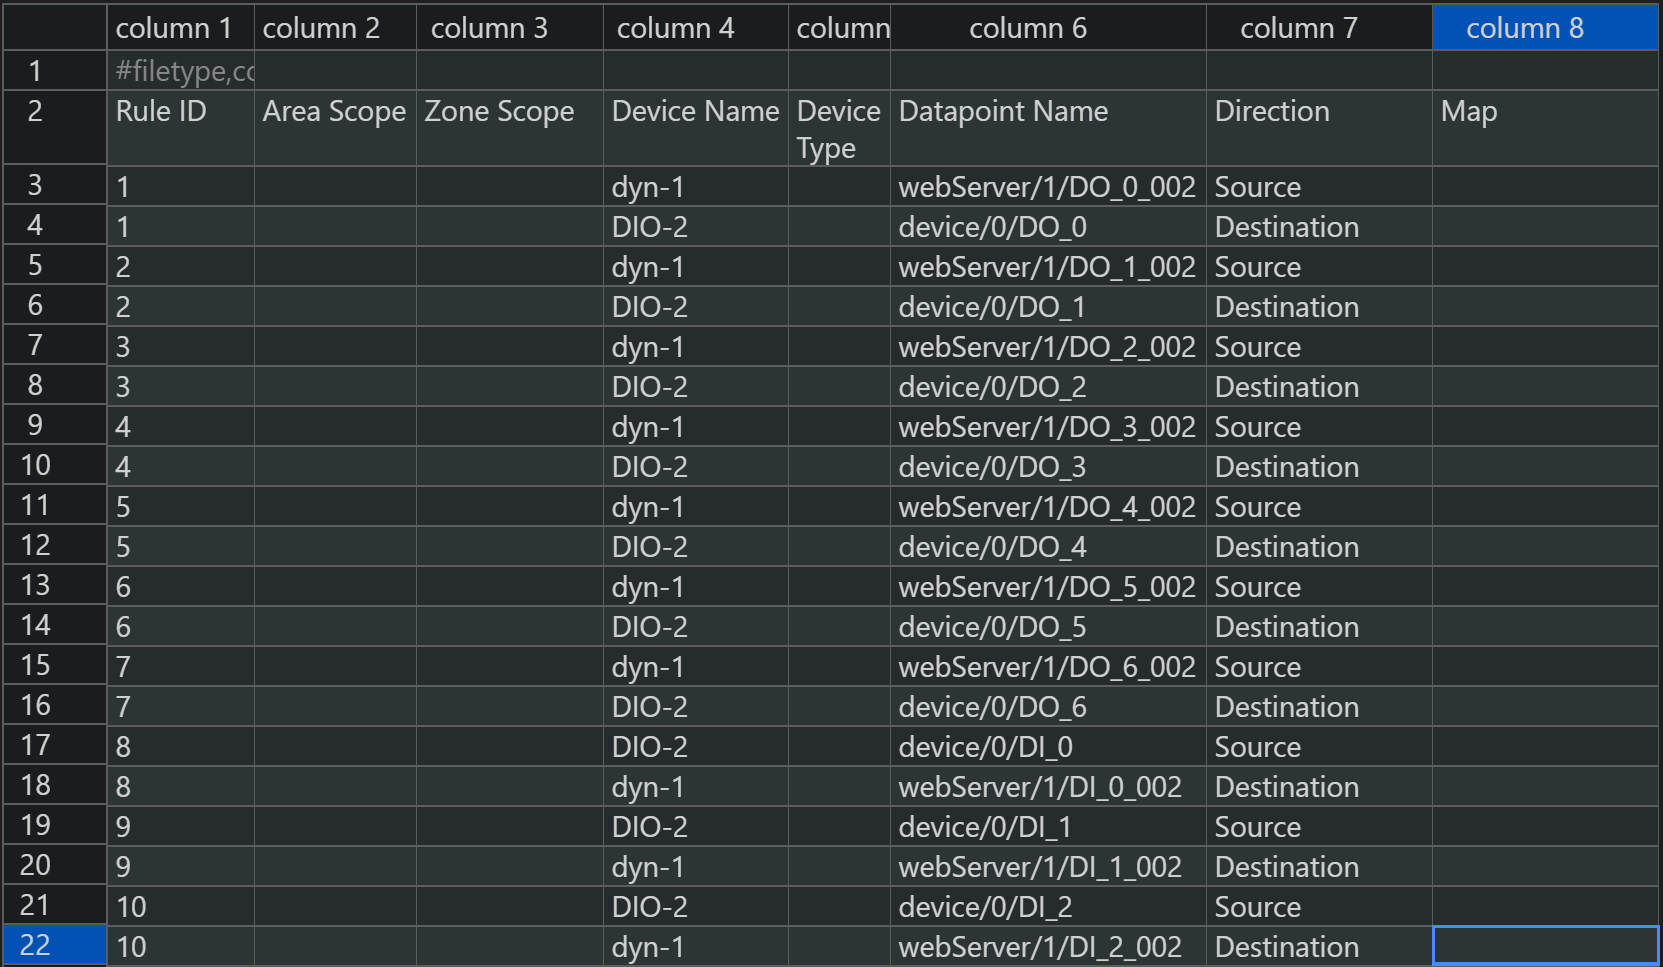 column 1 column 2 column 3 column 4 column column 6 column 7 column 8
1 #filetype,cc
2 Rule ID Area Scope Zone Scope Device Name Device Type Datapoint Name Direction Map
3 1 dyn-1 webServer/1/DO_0_002 Source
4 1 DIO-2 device/0/DO_0 Destination
5 2 dyn-1 webServer/1/DO_1_002 Source
6 2 DIO-2 device/0/DO_1 Destination
7 3 dyn-1 webServer/1/DO_2_002 Source
8 3 DIO-2 device/0/DO_2 Destination
9 4 dyn-1 webServer/1/DO_3_002 Source
10 4 DIO-2 device/0/DO_3 Destination
11 5 dyn-1 webServer/1/DO_4_002 Source
12 5 DIO-2 device/0/DO_4 Destination
13 6 dyn-1 webServer/1/DO_5_002 Source
14 6 DIO-2 device/0/DO_5 Destination
15 7 dyn-1 webServer/1/DO_6_002 Source
16 7 DIO-2 device/0/DO_6 Destination
17 8 DIO-2 device/0/DI_0 Source
18 8 dyn-1 webServer/1/DI_0_002 Destination
19 9 DIO-2 device/0/DI_1 Source
20 9 dyn-1 webServer/1/DI_1_002 Destination
21 10 DIO-2 device/0/DI_2 Source
22 10 dyn-1 webServer/1/DI_2_002 Destination